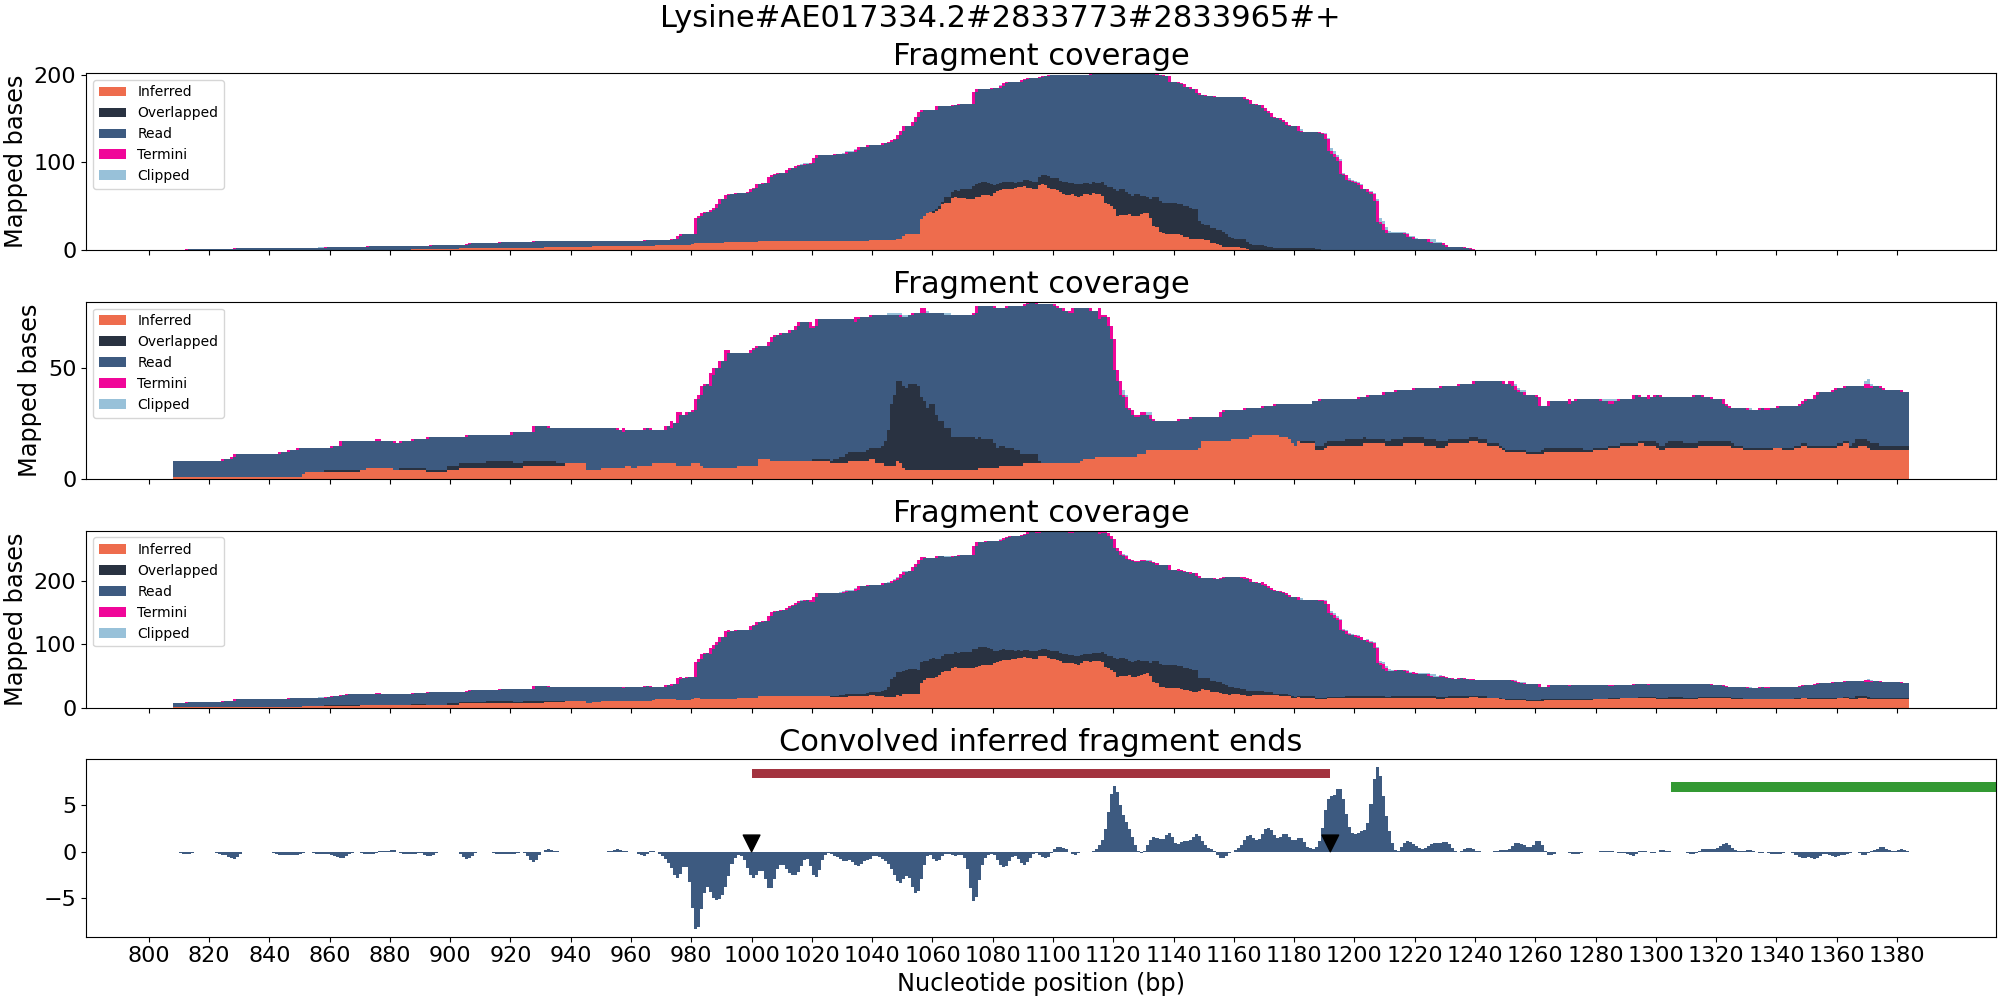 Lysine#AE017334.2#2833773#2833965#+
Fragment coverage
Mapped bases
200
100
0
Inferred
Overlapped
Read
Termini
Clipped
Fragment coverage
Mapped bases
50
0
Inferred
Overlapped
Read
Termini
Clipped
Fragment coverage
Mapped bases
200
100
0
Inferred
Overlapped
Read
Termini
Clipped
Convolved inferred fragment ends
5
0
−5
800 820 840 860 880 900 920 940 960 980 1000 1020 1040 1060 1080 1100 1120 1140 1160 1180 1200 1220 1240 1260 1280 1300 1320 1340 1360 1380
Nucleotide position (bp)